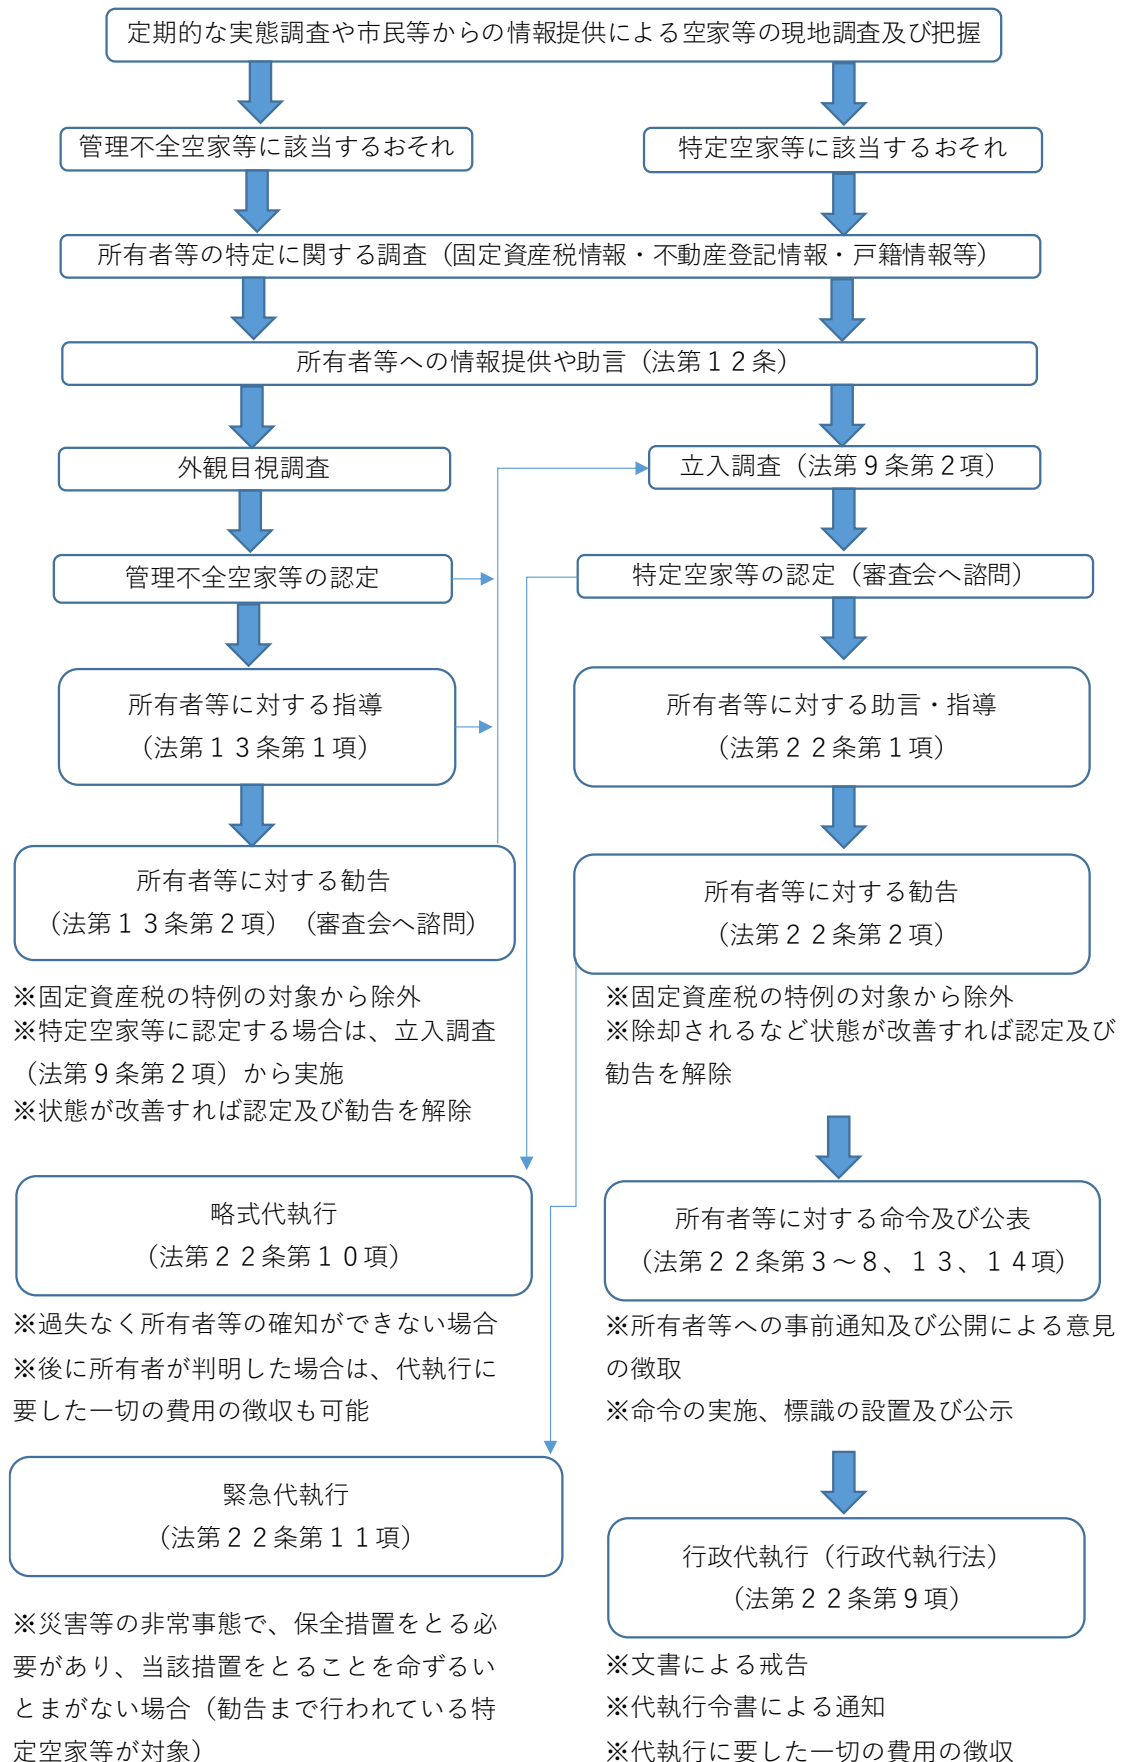 定期的な実態調査や市民等からの情報提供による空家等の現地調査及び把握
管理不全空家等に該当するおそれ
特定空家等に該当するおそれ
所有者等の特定に関する調査（固定資産税情報・不動産登記情報・戸籍情報等）
所有者等への情報提供や助言（法第１２条）
外観目視調査
立入調査（法第９条第２項）
管理不全空家等の認定
特定空家等の認定（審査会へ諮問）
所有者等に対する指導
（法第１３条第１項）
所有者等に対する助言・指導
（法第２２条第１項）
所有者等に対する勧告
（法第１３条第２項）（審査会へ諮問）
所有者等に対する勧告
（法第２２条第２項）
※固定資産税の特例の対象から除外
※特定空家等に認定する場合は、立入調査
（法第９条第２項）から実施
※状態が改善すれば認定及び勧告を解除
※固定資産税の特例の対象から除外
※除却されるなど状態が改善すれば認定及び
勧告を解除
略式代執行
（法第２２条第１０項）
所有者等に対する命令及び公表
（法第２２条第３～８、１３、１４項）
※過失なく所有者等の確知ができない場合
※後に所有者が判明した場合は、代執行に
要した一切の費用の徴収も可能
※所有者等への事前通知及び公開による意見
の徴取
※命令の実施、標識の設置及び公示
緊急代執行
（法第２２条第１１項）
行政代執行（行政代執行法）
（法第２２条第９項）
※災害等の非常事態で、保全措置をとる必
要があり、当該措置をとることを命ずるい
とまがない場合（勧告まで行われている特
定空家等が対象）
※文書による戒告
※代執行令書による通知
※代執行に要した一切の費用の徴収